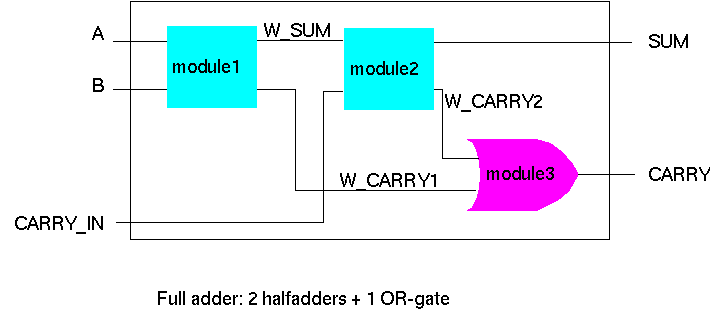 A
W_SUM
SUM
module1
module2
B
W_CARRY2
module3
CARRY
W_CARRY1
CARRY_IN
Full adder: 2 halfadders + 1 OR-gate